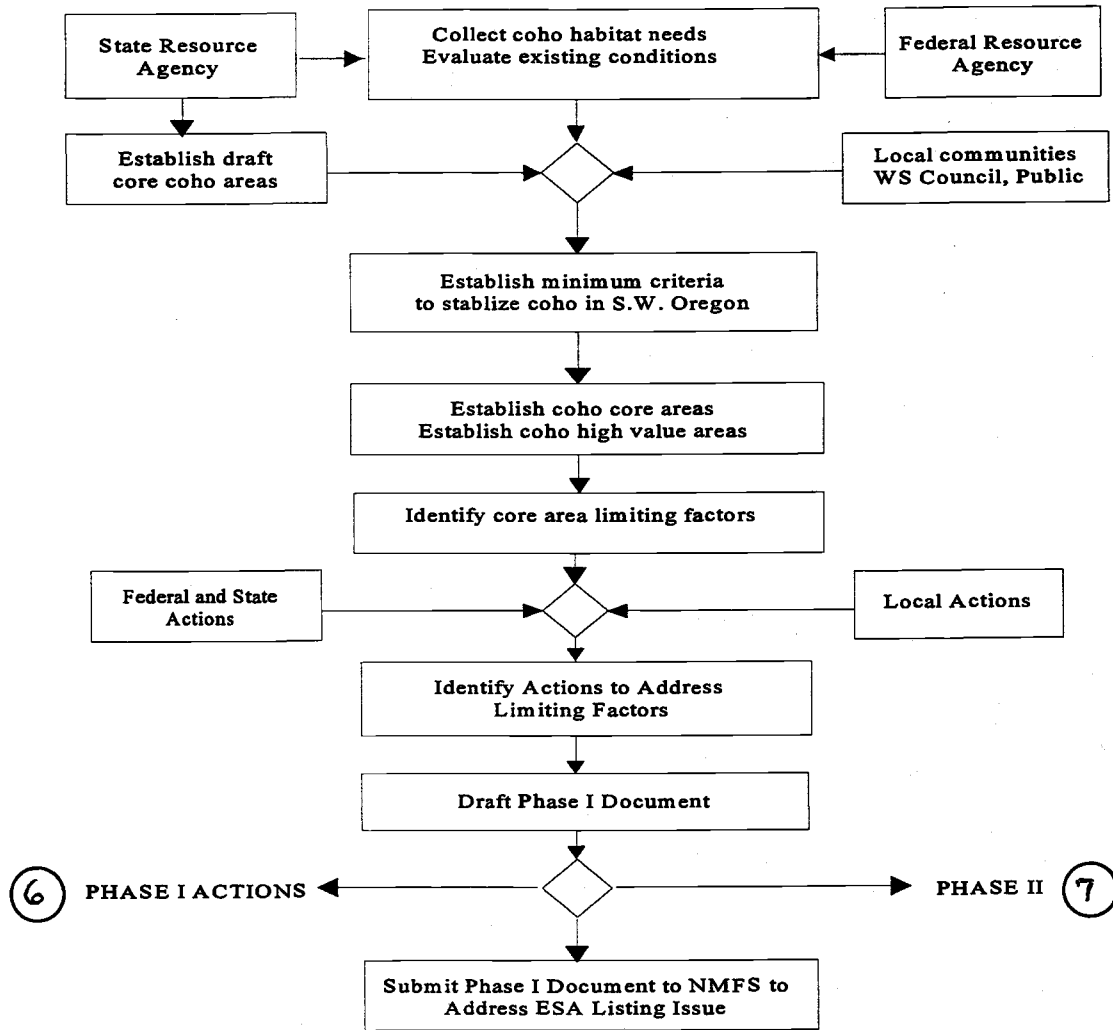 State Resource
Agency
Collect coho habitat needs
Evaluate existing conditions
Federal Resource
Agency
Establish draft
core coho areas
Local communities
WS Council, Public
Establish minimum criteria
to stablize coho in S.W. Oregon
Establish coho core areas
Establish coho high value areas
Identify core area limiting factors
Federal and State
Actions
Local Actions
Identify Actions to Address
Limiting Factors
Draft Phase I Document
6 PHASE I ACTIONS
PHASE II 7
Submit Phase I Document to NMFS to
Address ESA Listing Issue